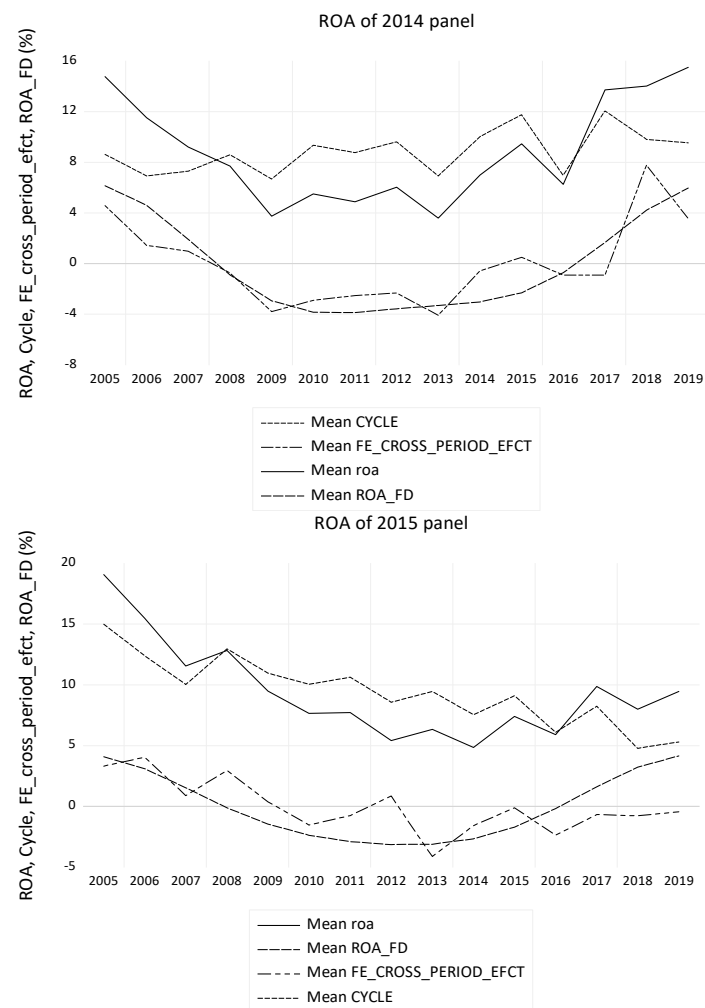 ROA of 2014 panel
ROA, Cycle, FE_cross_period_efct, ROA_FD (%)
16
12
8
4
0
-4
-8
2005 2006 2007 2008 2009 2010 2011 2012 2013 2014 2015 2016 2017 2018 2019
Mean CYCLE
Mean FE_CROSS_PERIOD_EFCT
Mean roa
Mean ROA_FD
ROA of 2015 panel
ROA, Cycle, FE_cross_period_efct, ROA_FD (%)
20
15
10
5
0
-5
2005 2006 2007 2008 2009 2010 2011 2012 2013 2014 2015 2016 2017 2018 2019
Mean roa
Mean ROA_FD
Mean FE_CROSS_PERIOD_EFCT
Mean CYCLE